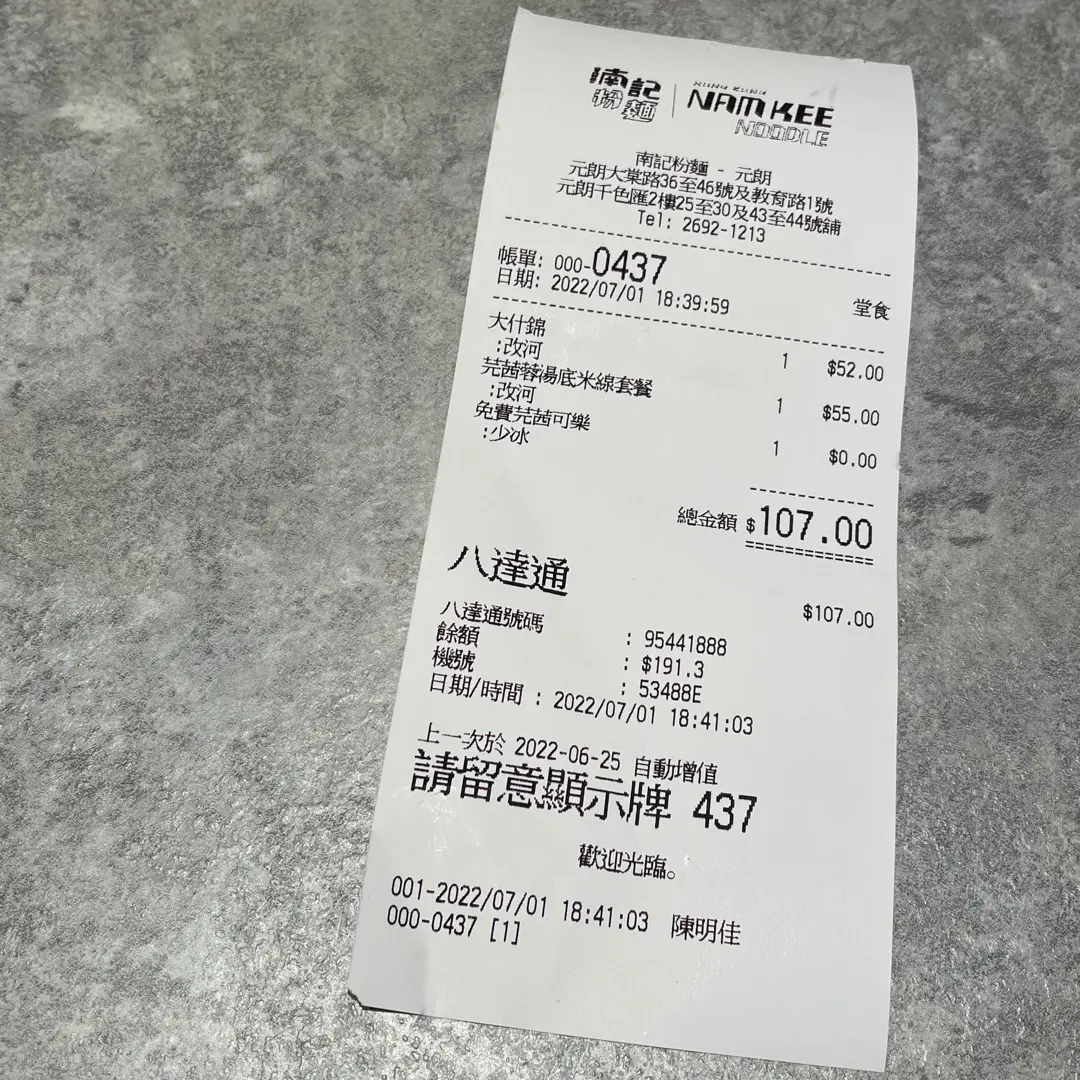 南記
粉麵
HONG KONG
NAM KEE
NOODLE
南記粉麵 - 元朗
元朗大棠路36至46號及教育路1號
元朗千色匯2樓25至30及43至44號舖
Tel: 2692-1213
帳單: 000-0437
日期: 2022/07/01 18:39:59 堂食
大什錦 1 $52.00
:改河
芫茜蓉湯底米線套餐 1 $55.00
:改河
免費芫茜可樂 1 $0.00
:少冰
總金額 $107.00
八達通 $107.00
八達通號碼 : 95441888
餘額 : $191.3
機號 : 53488E
日期/時間 : 2022/07/01 18:41:03
上一次於 2022-06-25 自動增值
請留意顯示牌 437
歡迎光臨。
001-2022/07/01 18:41:03 陳明佳
000-0437 [1]